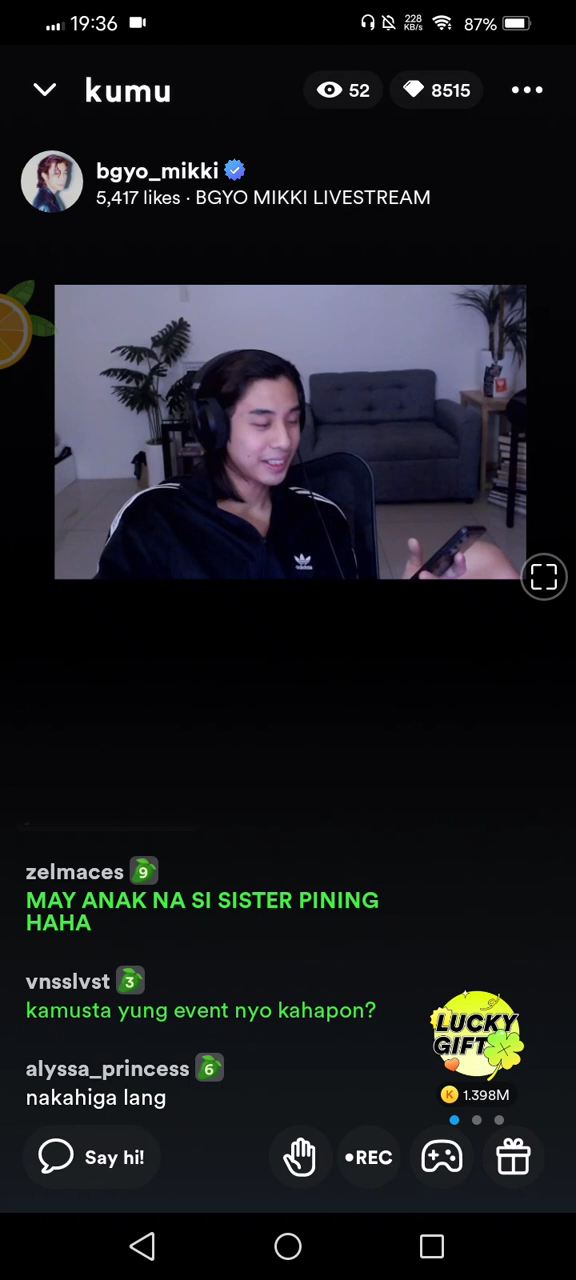 19:36
228
KB/s
87%
kumu
52
8515
bgyo_mikki
5,417 likes · BGYO MIKKI LIVESTREAM
adidas
zelmaces 9
MAY ANAK NA SI SISTER PINING
HAHA
vnsslvst 3
kamusta yung event nyo kahapon?
alyssa_princess 6
nakahiga lang
LUCKY
GIFT
K 1.398M
Say hi!
•REC